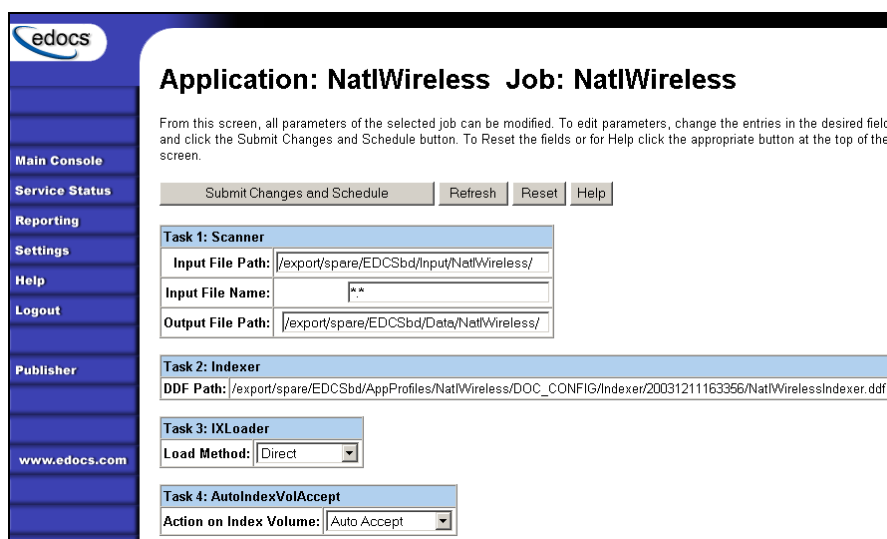 edocs
Application: NatlWireless Job: NatlWireless
From this screen, all parameters of the selected job can be modified. To edit parameters, change the entries in the desired
and click the Submit Changes and Schedule button. To Reset the fields or for Help click the appropriate button at the top of the
screen.
Submit Changes and Schedule Refresh Reset Help
Main Console
Service Status
Reporting
Settings
Help
Logout
Publisher
www.edocs.com
Task 1: Scanner
Input File Path: /export/spare/EDCSbd/Input/NatlWireless/
Input File Name: *.*
Output File Path: /export/spare/EDCSbd/Data/NatlWireless/
Task 2: Indexer
DDF Path: /export/spare/EDCSbd/AppProfiles/NatlWireless/DOC_CONFIG/Indexer/20031211163356/NatlWirelessIndexer.ddf
Task 3: IXLoader
Load Method: Direct
Task 4: AutoIndexVolAccept
Action on Index Volume: Auto Accept